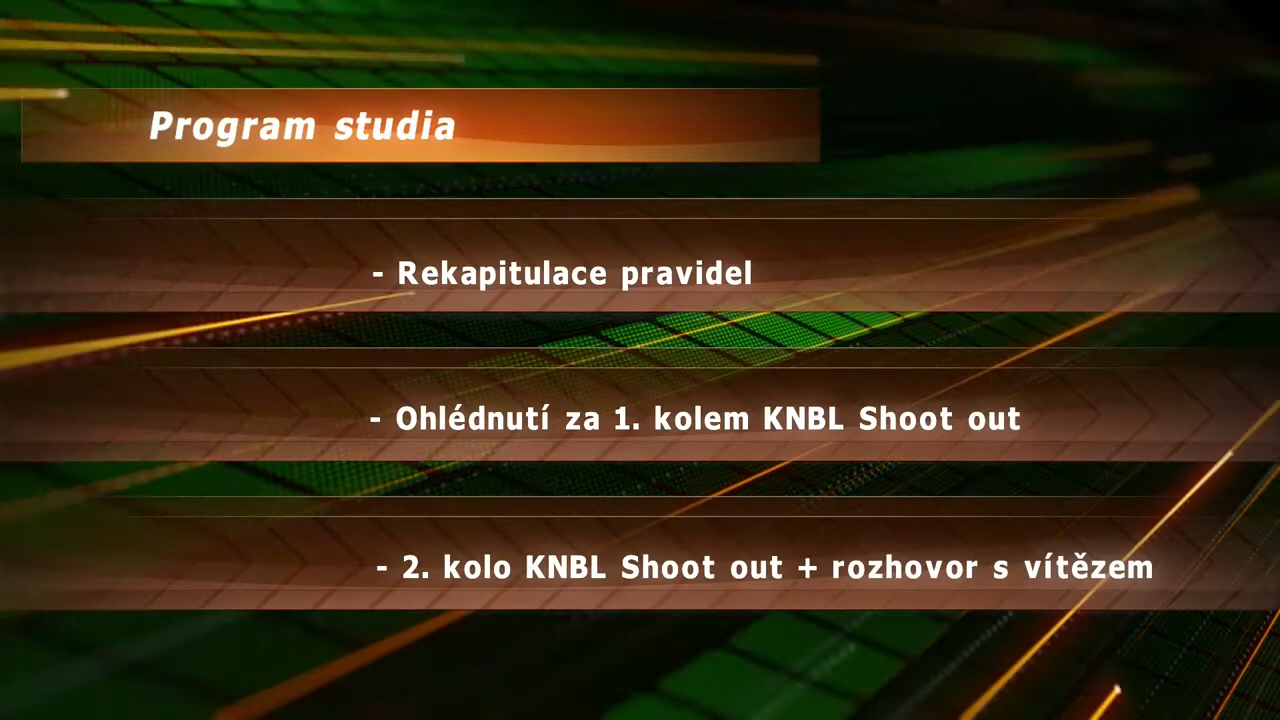 Program studia
- Rekapitulace pravidel
- Ohlédnutí za 1. kolem KNBL Shoot out
- 2. kolo KNBL Shoot out + rozhovor s vítězem